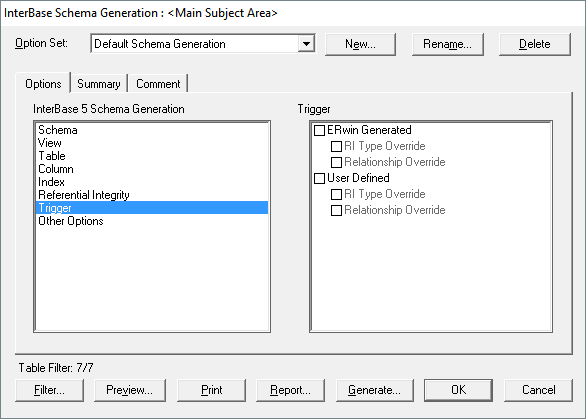 InterBase Schema Generation : <Main Subject Area>
Option Set: Default Schema Generation New... Rename... Delete
Options Summary Comment
InterBase 5 Schema Generation
Schema
View
Table
Column
Index
Referential Integrity
Trigger
Other Options
Trigger
ERwin Generated
RI Type Override
Relationship Override
User Defined
RI Type Override
Relationship Override
Table Filter: 7/7
Filter... Preview... Print Report... Generate... OK Cancel